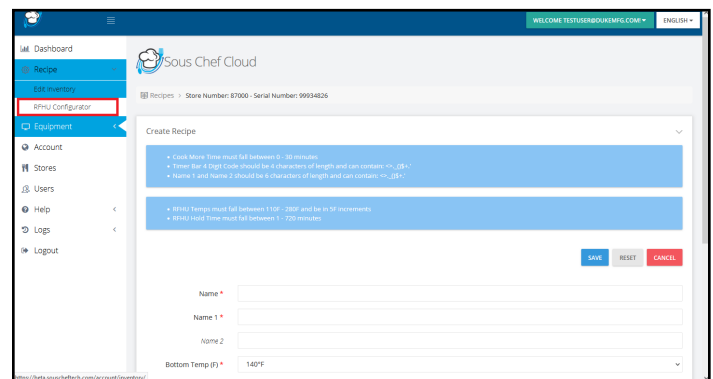 WELCOME TESTUSER@DUKEMFG.COM!
ENGLISH
Dashboard
Recipe
Edit Inventory
RFHU Configurator
Equipment
Account
Stores
Users
Help
Logs
Logout
Sous Chef Cloud
Recipes > Store Number: 87000 - Serial Number: 99934826
Create Recipe
• Cook More Time must fall between 0 - 30 minutes
• Timer Bar 4 Digit Code should be 4 characters of length and can contain: <>._()$+-'
• Name 1 and Name 2 should be 6 characters of length and can contain: <>._()$+-'
• RFHU Temps must fall between 110F - 280F and be in 5F increments
• RFHU Hold Time must fall between 1 - 720 minutes
SAVE RESET CANCEL
Name *
Name 1 *
Name 2
Bottom Temp (F) * 140°F
https://beta.souscheftech.com/account/inventory/